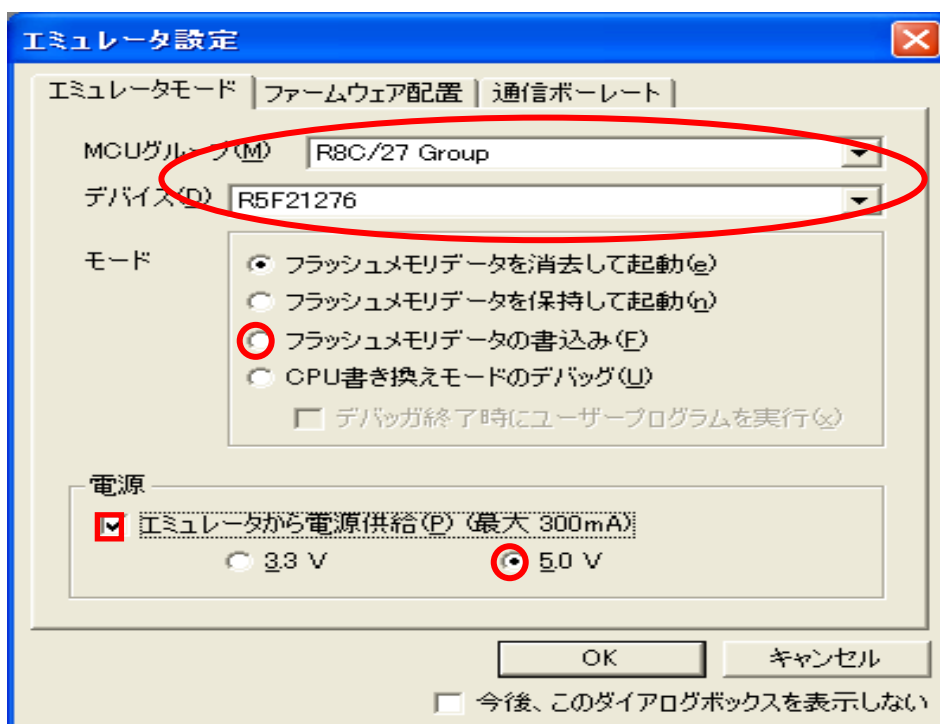 エミュレータ設定
エミュレータモード ファームウェア配置 通信ボーレート
MCUグループ(M) R8C/27 Group
デバイス(D) R5F21276
モード
フラッシュメモリデータを消去して起動(e)
フラッシュメモリデータを保持して起動(n)
フラッシュメモリデータの書込み(F)
CPU書き換えモードのデバッグ(U)
デバッガ終了時にユーザープログラムを実行(x)
電源
エミュレータから電源供給(P) (最大 300mA)
3.3 V 5.0 V
OK キャンセル
今後、このダイアログボックスを表示しない